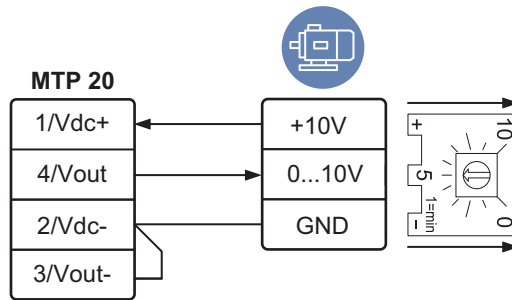 MTP 20
1/Vdc+
4/Vout
2/Vdc-
3/Vout-
+10V
0...10V
GND
+
-
10
5
0
1=min